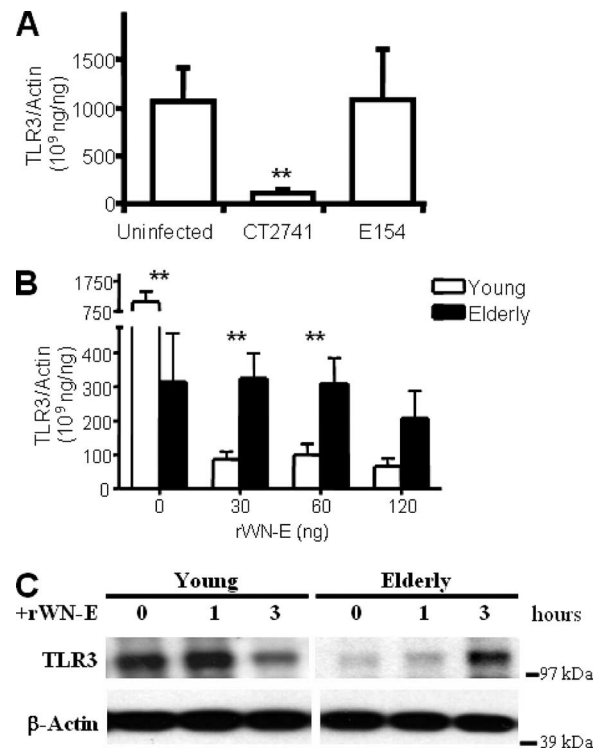 A
TLR3/Actin
(10⁹ ng/ng)
1500
1000
500
0
**
Uninfected CT2741 E154
B
TLR3/Actin
(10⁹ ng/ng)
1750
750
400
300
200
100
0
** ** **
Young
Elderly
0 30 60 120
rWN-E (ng)
C
Young Elderly
+rWN-E 0 1 3 0 1 3 hours
TLR3
97 kDa
β-Actin
39 kDa